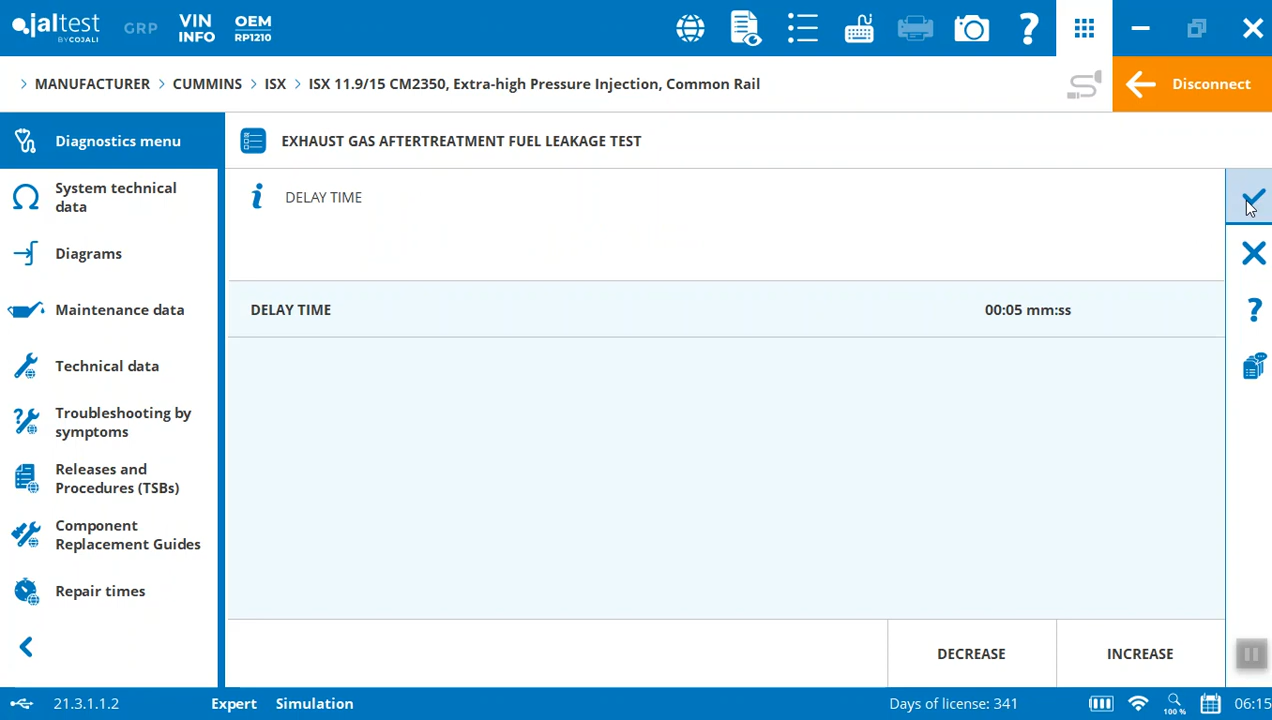 jaltest
BY COJALI
GRP
VIN
INFO
OEM
RP1210
?
> MANUFACTURER > CUMMINS > ISX > ISX 11.9/15 CM2350, Extra-high Pressure Injection, Common Rail
Disconnect
Diagnostics menu
EXHAUST GAS AFTERTREATMENT FUEL LEAKAGE TEST
System technical
data
i DELAY TIME
Diagrams
Maintenance data
DELAY TIME 00:05 mm:ss
?
Technical data
Troubleshooting by
symptoms
Releases and
Procedures (TSBs)
Component
Replacement Guides
Repair times
DECREASE INCREASE
21.3.1.1.2 Expert Simulation Days of license: 341 100 % 06:15